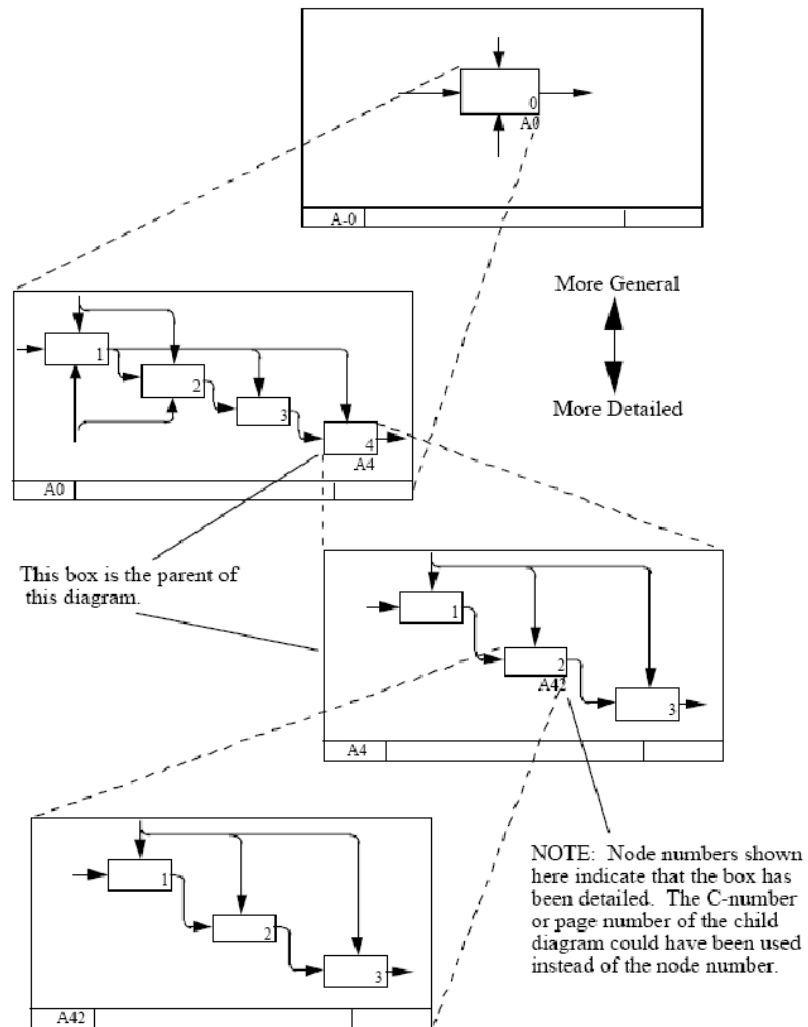 0
A0
A-0
More General
More Detailed
1
2
3
4
A4
A0
This box is the parent of
this diagram.
1
2
A42
3
A4
1
2
3
A42
NOTE: Node numbers shown
here indicate that the box has
been detailed. The C-number
or page number of the child
diagram could have been used
instead of the node number.